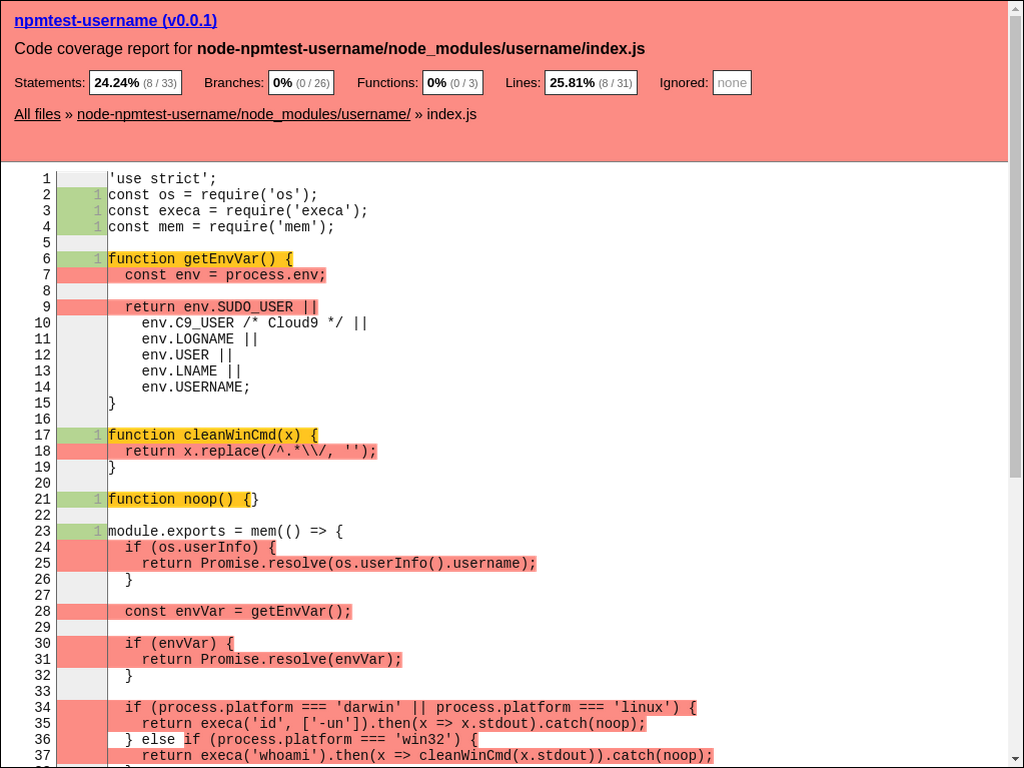 npmtest-username (v0.0.1)
Code coverage report for node-npmtest-username/node_modules/username/index.js
Statements: 24.24% (8 / 33) Branches: 0% (0 / 26) Functions: 0% (0 / 3) Lines: 25.81% (8 / 31) Ignored: none
All files » node-npmtest-username/node_modules/username/ » index.js
1 'use strict';
2 1 const os = require('os');
3 1 const execa = require('execa');
4 1 const mem = require('mem');
5
6 1 function getEnvVar() {
7 const env = process.env;
8
9 return env.SUDO_USER ||
10 env.C9_USER /* Cloud9 */ ||
11 env.LOGNAME ||
12 env.USER ||
13 env.LNAME ||
14 env.USERNAME;
15 }
16
17 1 function cleanWinCmd(x) {
18 return x.replace(/^.*\\/, '');
19 }
20
21 1 function noop() {}
22
23 1 module.exports = mem(() => {
24 if (os.userInfo) {
25 return Promise.resolve(os.userInfo().username);
26 }
27
28 const envVar = getEnvVar();
29
30 if (envVar) {
31 return Promise.resolve(envVar);
32 }
33
34 if (process.platform === 'darwin' || process.platform === 'linux') {
35 return execa('id', ['-un']).then(x => x.stdout).catch(noop);
36 } else if (process.platform === 'win32') {
37 return execa('whoami').then(x => cleanWinCmd(x.stdout)).catch(noop);